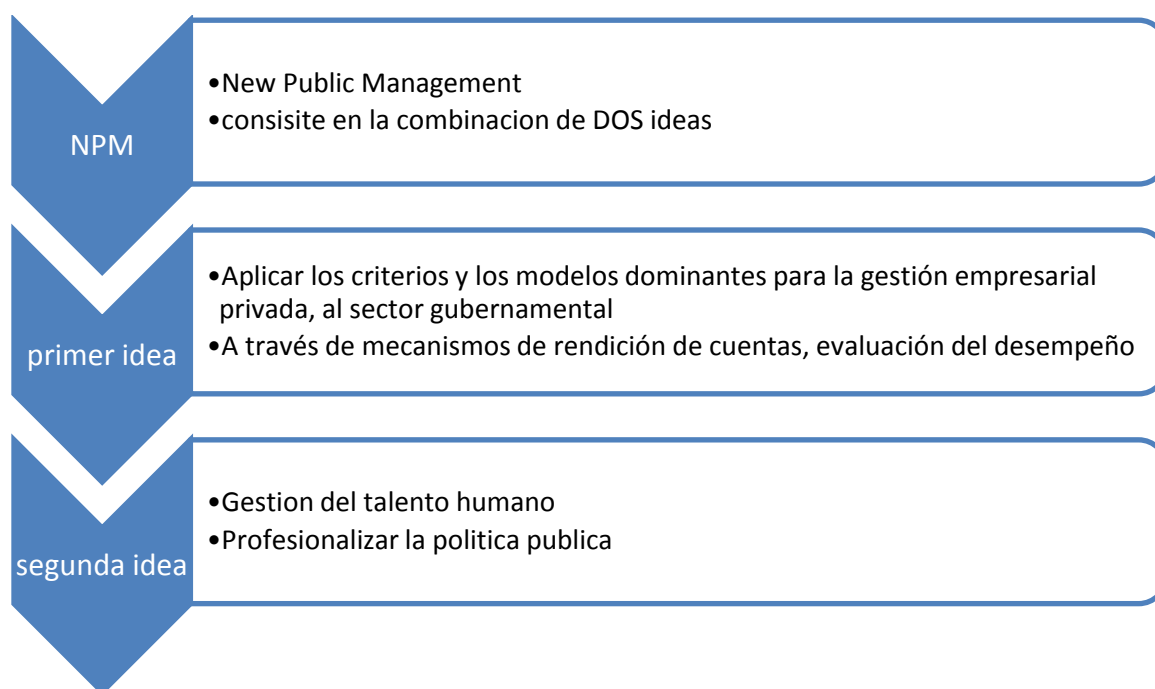 NPM
•New Public Management
•consisite en la combinacion de DOS ideas
primer idea
•Aplicar los criterios y los modelos dominantes para la gestión empresarial
privada, al sector gubernamental
•A través de mecanismos de rendición de cuentas, evaluación del desempeño
segunda idea
•Gestion del talento humano
•Profesionalizar la politica publica